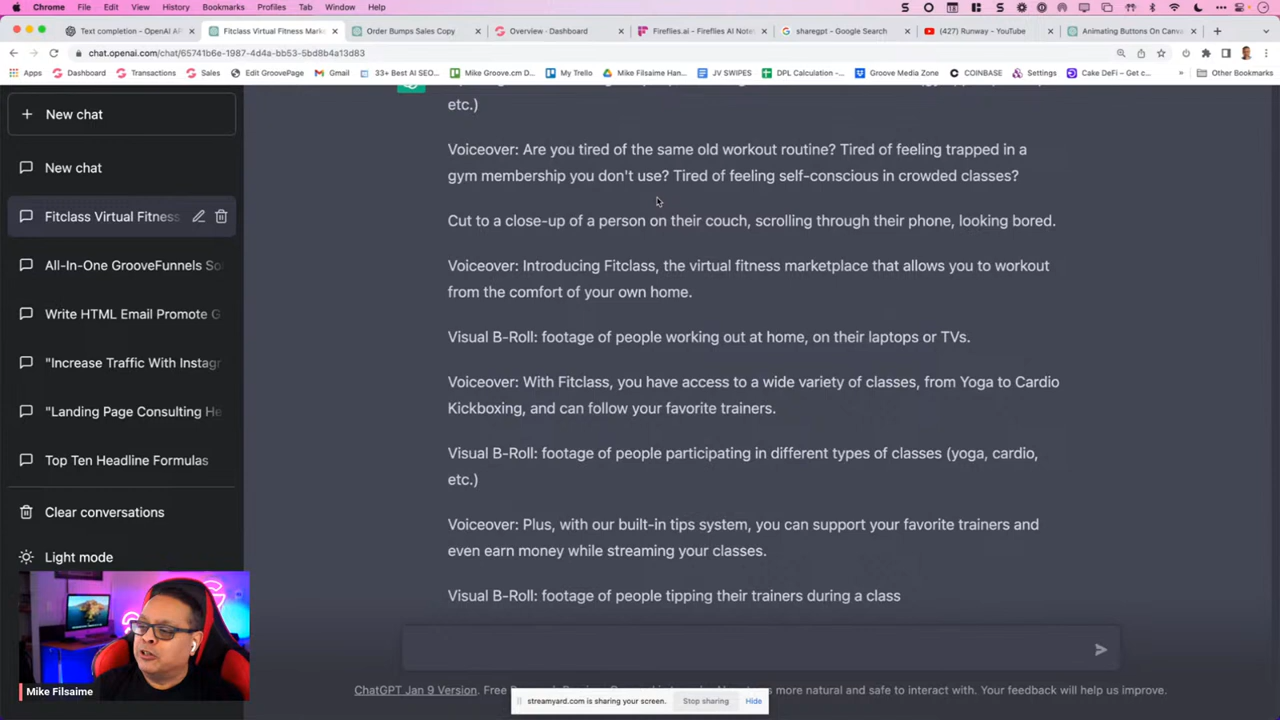 Chrome File Edit View History Bookmarks Profiles Tab Window Help
Text completion - OpenAI AP
Fitclass Virtual Fitness Mark
Order Bumps Sales Copy
Overview · Dashboard
Fireflies.ai - Fireflies AI Note
sharegpt - Google Search
(427) Runway - YouTube
Animating Buttons On Canv
chat.openai.com/chat/65741b6e-1987-4d4a-bb53-5bd8b4a13d83
Apps Dashboard Transactions Sales Edit GroovePage Gmail 33+ Best AI SEO... Mike Groove.cm D... My Trello Mike Filsaime Han... JV SWIPES DPL Calculation -... Groove Media Zone COINBASE Settings Cake DeFi – Get c... » Other Bookmarks
New chat
New chat
Fitclass Virtual Fitness
All-In-One GrooveFunnels So
Write HTML Email Promote G
"Increase Traffic With Instag
"Landing Page Consulting He
Top Ten Headline Formulas
Clear conversations
Light mode
etc.)
Voiceover: Are you tired of the same old workout routine? Tired of feeling trapped in a
gym membership you don't use? Tired of feeling self-conscious in crowded classes?
Cut to a close-up of a person on their couch, scrolling through their phone, looking bored.
Voiceover: Introducing Fitclass, the virtual fitness marketplace that allows you to workout
from the comfort of your own home.
Visual B-Roll: footage of people working out at home, on their laptops or TVs.
Voiceover: With Fitclass, you have access to a wide variety of classes, from Yoga to Cardio
Kickboxing, and can follow your favorite trainers.
Visual B-Roll: footage of people participating in different types of classes (yoga, cardio,
etc.)
Voiceover: Plus, with our built-in tips system, you can support your favorite trainers and
even earn money while streaming your classes.
Visual B-Roll: footage of people tipping their trainers during a class
Mike Filsaime
ChatGPT Jan 9 Version. Free more natural and safe to interact with. Your feedback will help us improve.
streamyard.com is sharing your screen. Stop sharing Hide